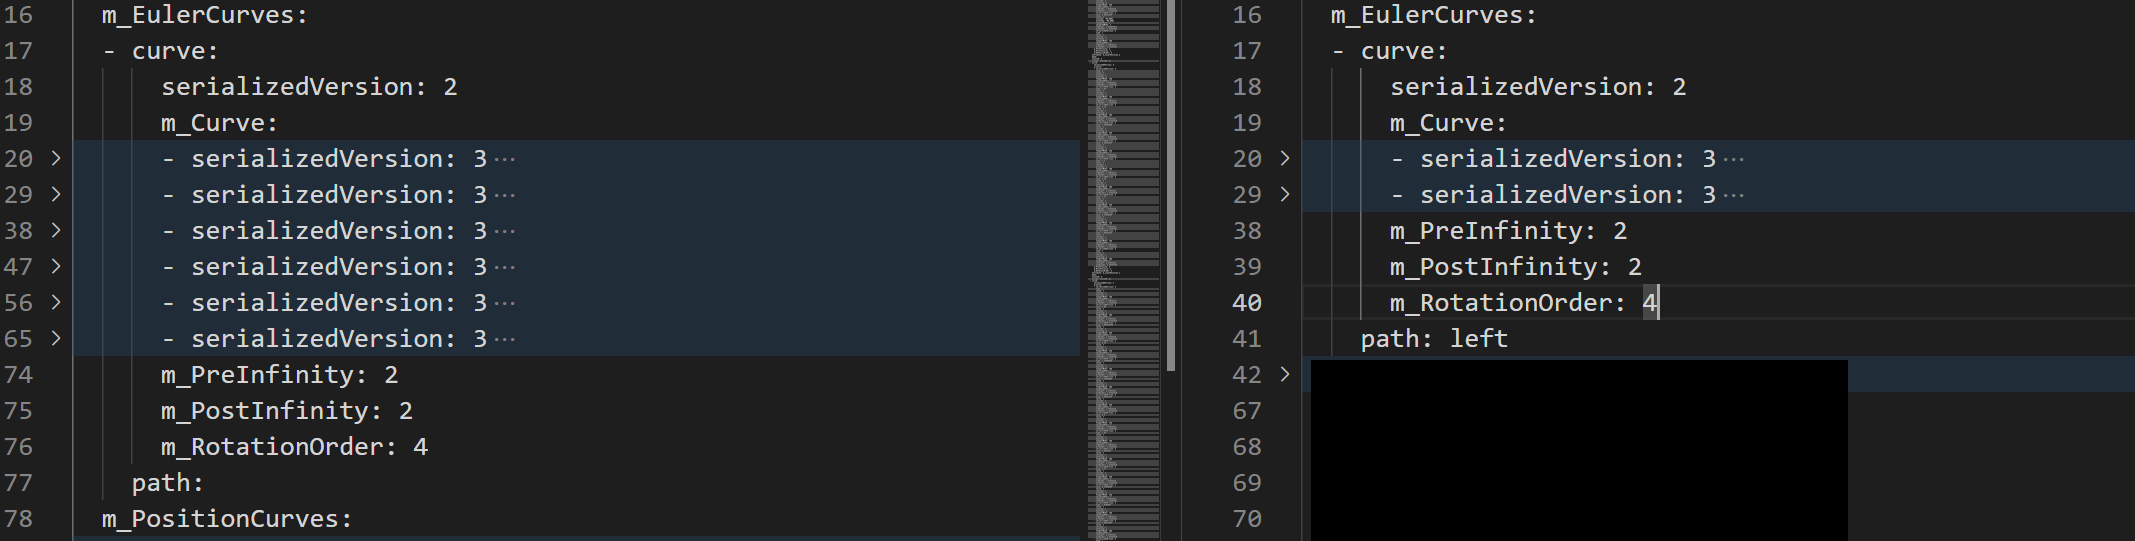 16 m_EulerCurves:
17 - curve:
18 serializedVersion: 2
19 m_Curve:
20 > - serializedVersion: 3 ···
29 > - serializedVersion: 3 ···
38 > - serializedVersion: 3 ···
47 > - serializedVersion: 3 ···
56 > - serializedVersion: 3 ···
65 > - serializedVersion: 3 ···
74 m_PreInfinity: 2
75 m_PostInfinity: 2
76 m_RotationOrder: 4
77 path:
78 m_PositionCurves:
16 m_EulerCurves:
17 - curve:
18 serializedVersion: 2
19 m_Curve:
20 > - serializedVersion: 3 ···
29 > - serializedVersion: 3 ···
38 m_PreInfinity: 2
39 m_PostInfinity: 2
40 m_RotationOrder: 4
41 path: left
42 >
67
68
69
70